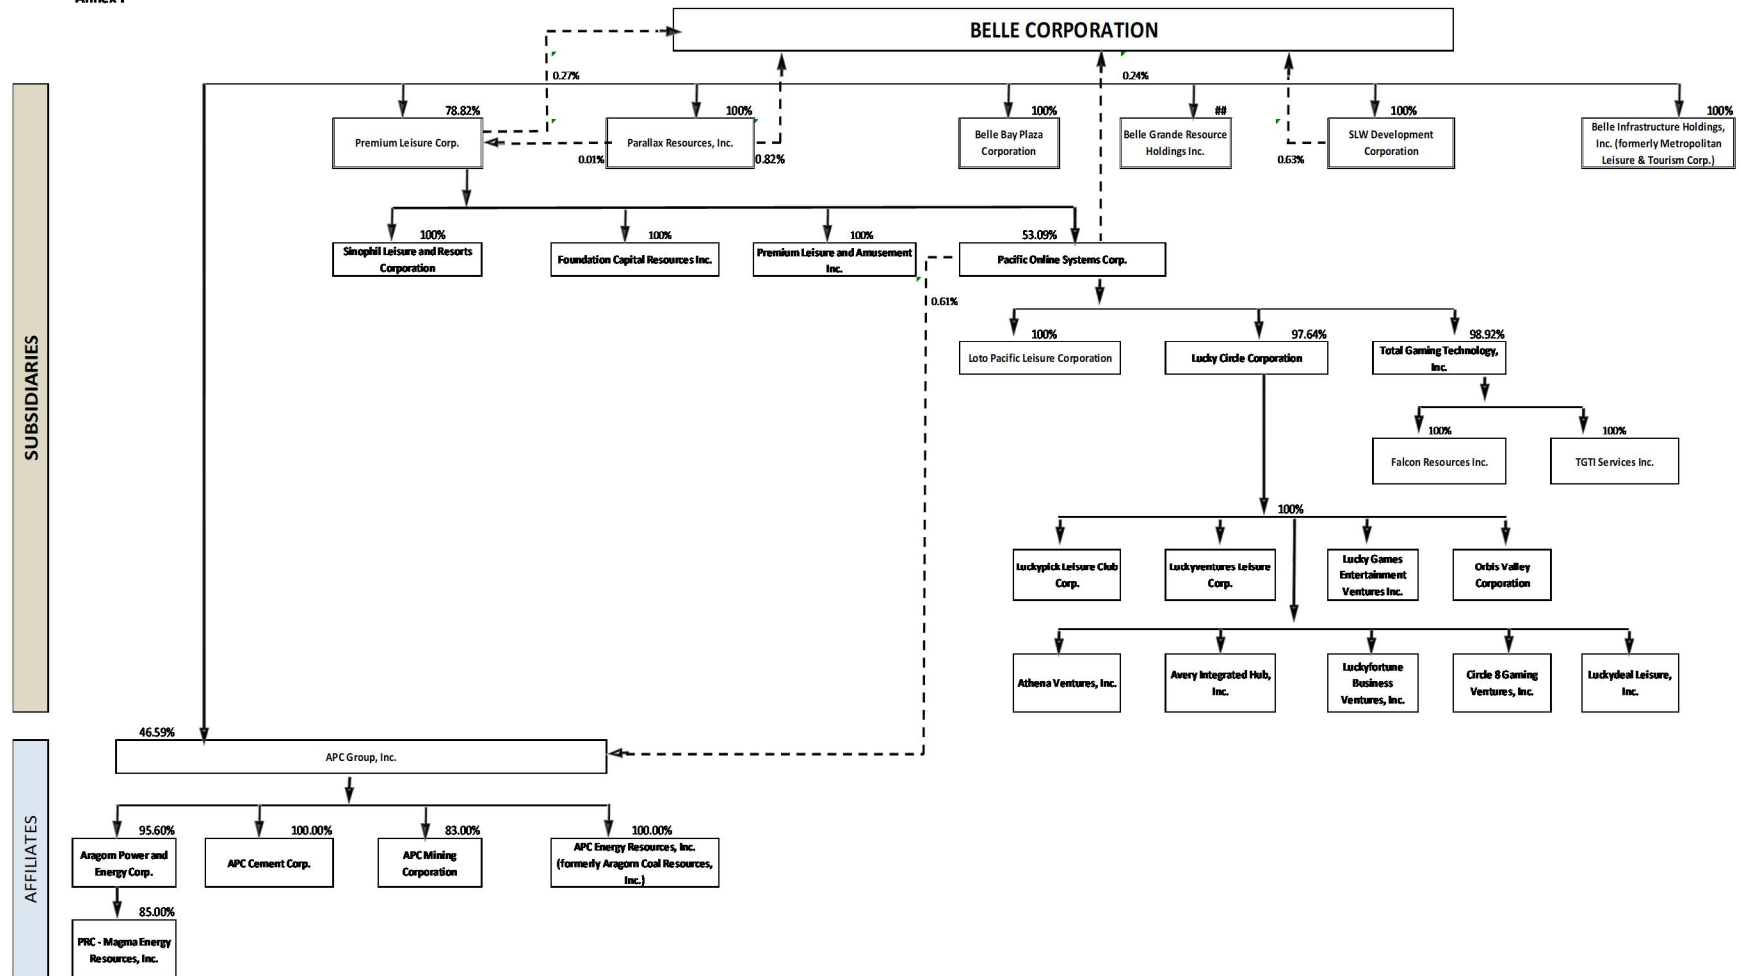 Annex I
BELLE CORPORATION
0.27%
0.24%
78.82%
100%
100%
##
100%
100%
Premium Leisure Corp.
Parallax Resources, Inc.
Belle Bay Plaza
Corporation
Belle Grande Resource
Holdings Inc.
SLW Development
Corporation
Belle Infrastructure Holdings,
Inc. (formerly Metropolitan
Leisure & Tourism Corp.)
0.01%
0.82%
0.63%
100%
100%
100%
53.09%
Sinophil Leisure and Resorts
Corporation
Foundation Capital Resources Inc.
Premium Leisure and Amusement
Inc.
Pacific Online Systems Corp.
0.61%
100%
97.64%
98.92%
Loto Pacific Leisure Corporation
Lucky Circle Corporation
Total Gaming Technology,
Inc.
SUBSIDIARIES
100%
100%
Falcon Resources Inc.
TGTI Services Inc.
100%
Luckypick Leisure Club
Corp.
Luckyventures Leisure
Corp.
Lucky Games
Entertainment
Ventures Inc.
Orbis Valley
Corporation
Athena Ventures, Inc.
Avery Integrated Hub,
Inc.
Luckyfortune
Business
Ventures, Inc.
Circle 8 Gaming
Ventures, Inc.
Luckydeal Leisure,
Inc.
46.59%
APC Group, Inc.
AFFILIATES
95.60%
100.00%
83.00%
100.00%
Aragorn Power and
Energy Corp.
APC Cement Corp.
APC Mining
Corporation
APC Energy Resources, Inc.
(formerly Aragorn Coal Resources,
Inc.)
85.00%
PRC - Magma Energy
Resources, Inc.